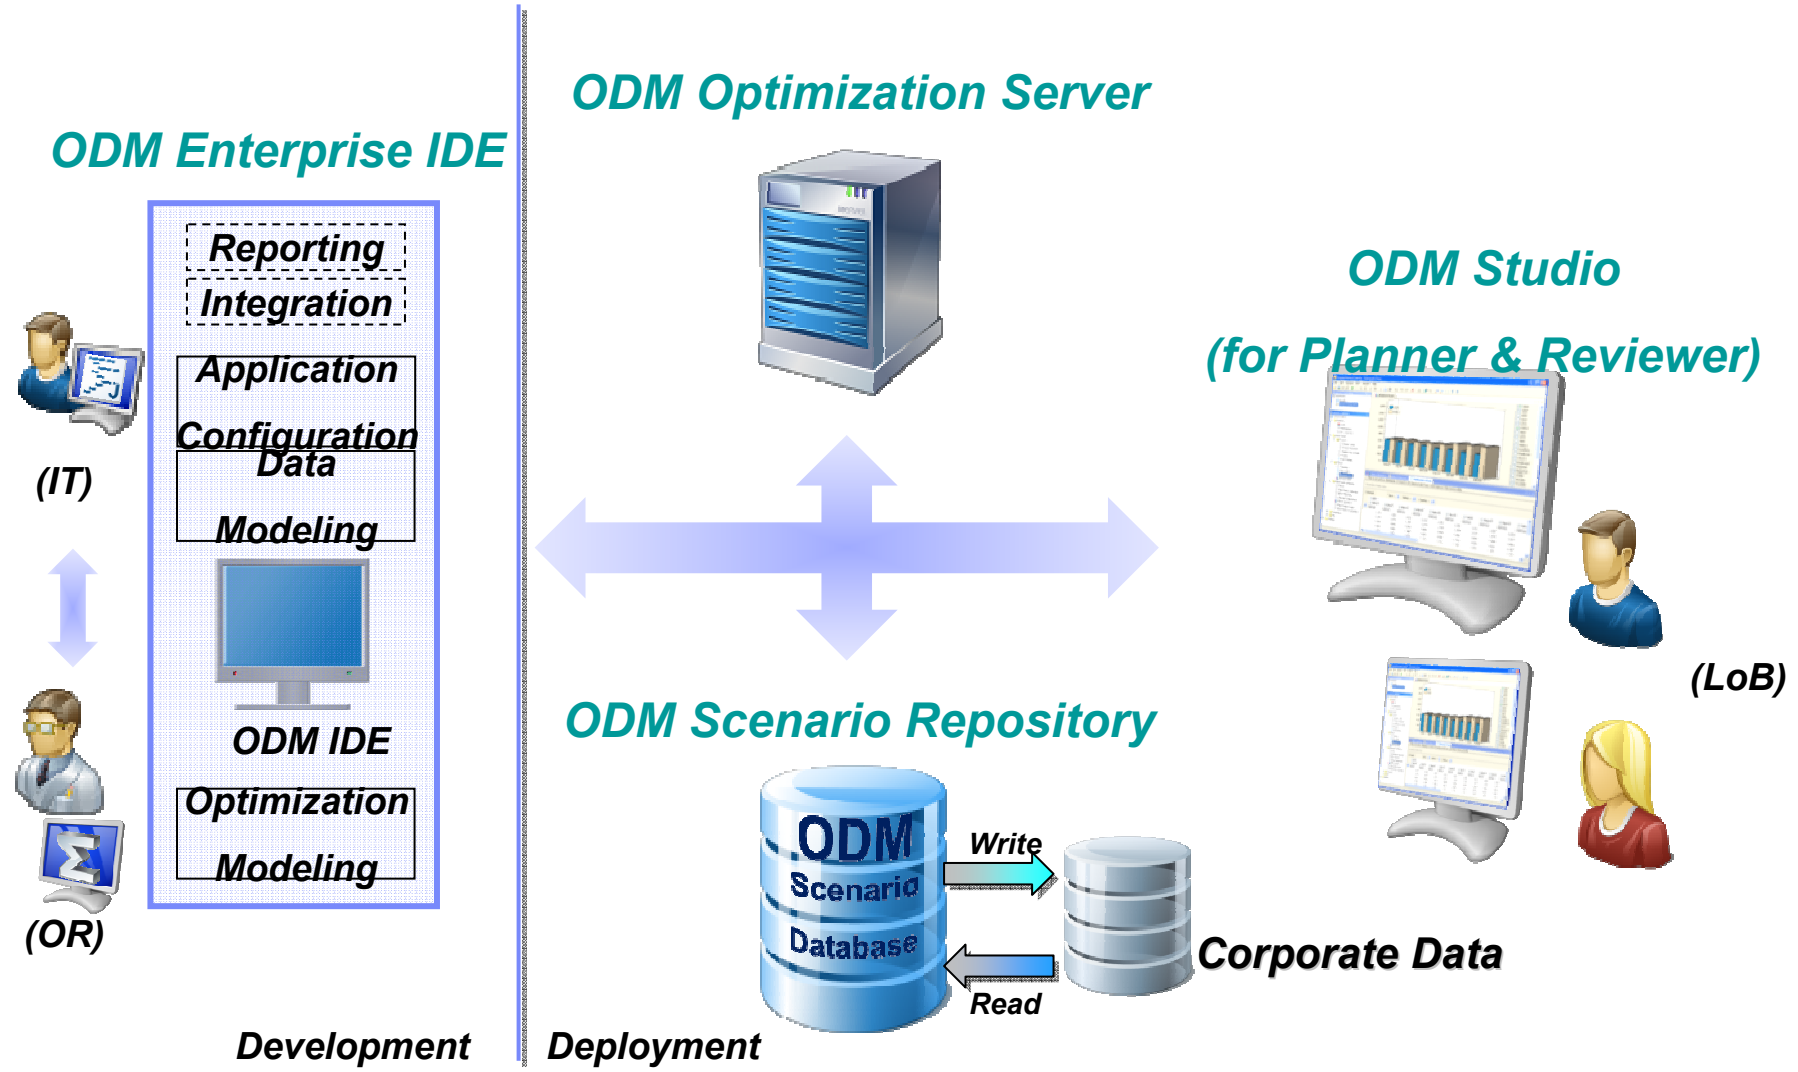 ODM Optimization Server
ODM Enterprise IDE
Reporting
Integration
Application
Configuration
Data
Modeling
ODM IDE
Optimization
Modeling
(IT)
(OR)
ODM Studio
(for Planner & Reviewer)
(LoB)
ODM Scenario Repository
ODM
Scenario
Database
Write
Read
Corporate Data
Development
Deployment